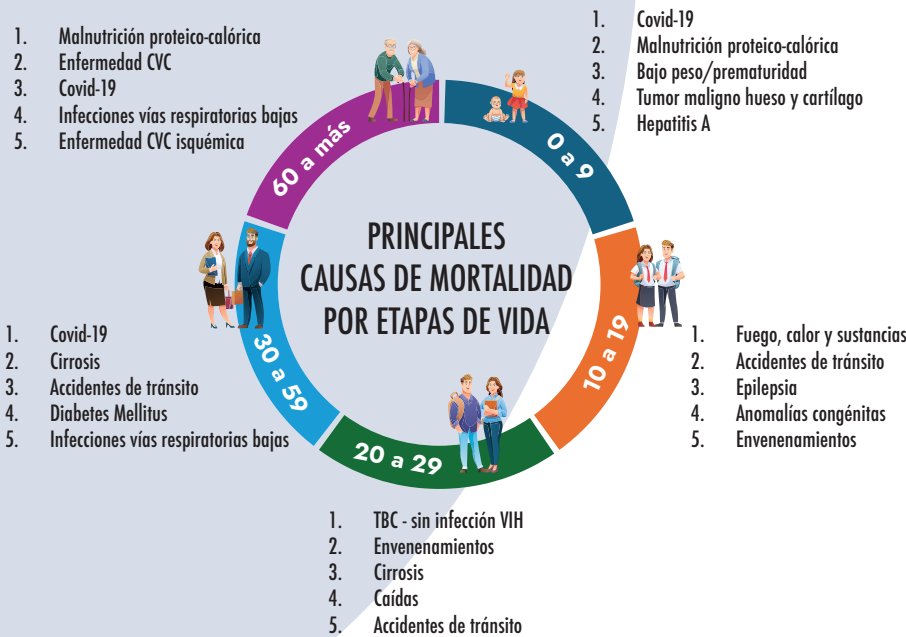 1. Malnutrición proteico-calórica
2. Enfermedad CVC
3. Covid-19
4. Infecciones vías respiratorias bajas
5. Enfermedad CVC isquémica
1. Covid-19
2. Malnutrición proteico-calórica
3. Bajo peso/prematuridad
4. Tumor maligno hueso y cartílago
5. Hepatitis A
60 a más
0 a 9
PRINCIPALES
CAUSAS DE MORTALIDAD
POR ETAPAS DE VIDA
30 a 59
10 a 19
20 a 29
1. Covid-19
2. Cirrosis
3. Accidentes de tránsito
4. Diabetes Mellitus
5. Infecciones vías respiratorias bajas
1. Fuego, calor y sustancias
2. Accidentes de tránsito
3. Epilepsia
4. Anomalías congénitas
5. Envenenamientos
1. TBC - sin infección VIH
2. Envenenamientos
3. Cirrosis
4. Caídas
5. Accidentes de tránsito